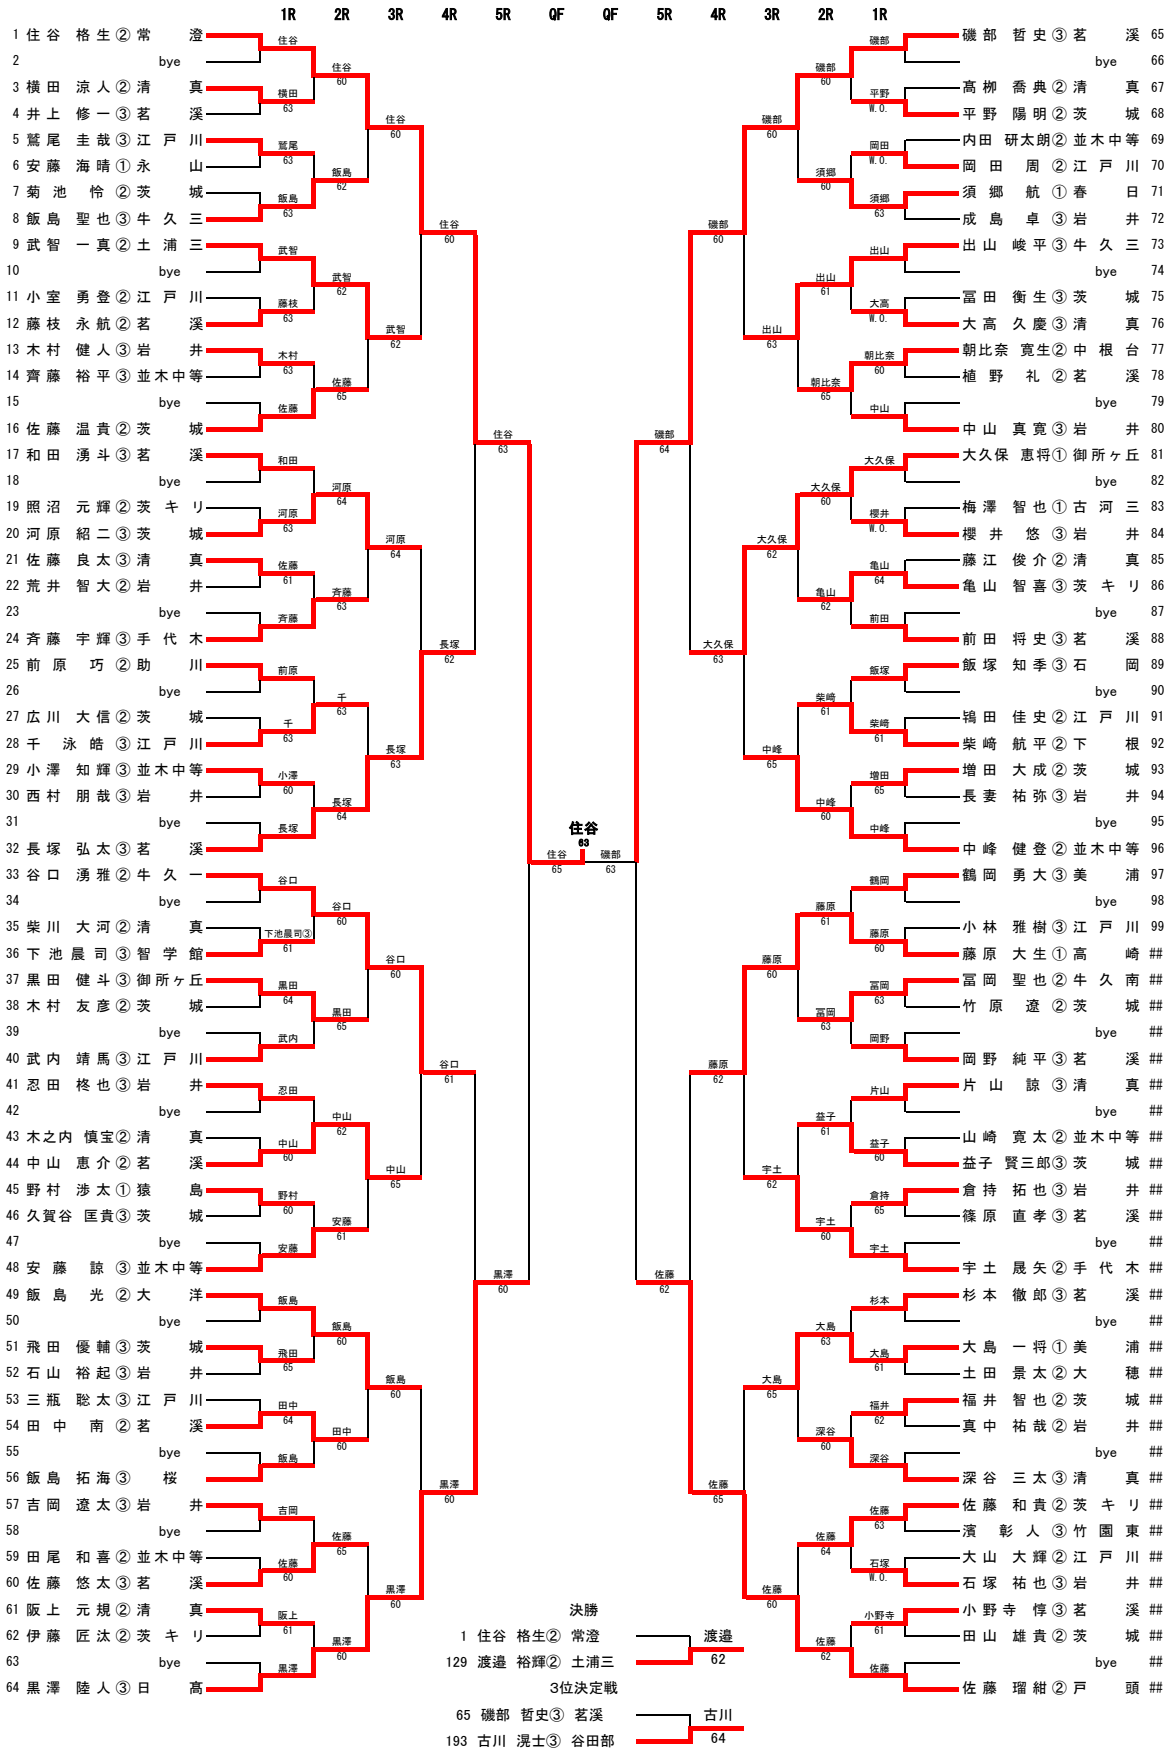 1R 2R 3R 4R 5R QF QF 5R 4R 3R 2R 1R
1 住谷 格生② 常澄
2 bye
3 横田 涼人② 清真
4 井上 修一③ 茗溪
5 鷲尾 圭哉③ 江戸川
6 安藤 海晴① 永山
7 菊池 怜② 茨城
8 飯島 聖也③ 牛久三
9 武智 一真② 土浦三
10 bye
11 小室 勇登② 江戸川
12 藤枝 永航② 茗溪
13 木村 健人③ 岩井
14 齊藤 裕平③ 並木中等
15 bye
16 佐藤 温貴② 茨城
17 和田 湧斗③ 茗溪
18 bye
19 照沼 元輝② 茨キリ
20 河原 紹二③ 茨城
21 佐藤 良太③ 清真
22 荒井 智大② 岩井
23 bye
24 斉藤 宇輝③ 手代木
25 前原 巧② 助川
26 bye
27 広川 大信② 茨城
28 千 泳皓③ 江戸川
29 小澤 知輝③ 並木中等
30 西村 朋哉③ 岩井
31 bye
32 長塚 弘太③ 茗溪
33 谷口 湧雅② 牛久一
34 bye
35 柴川 大河② 清真
36 下池 晨司③ 智学館
37 黒田 健斗③ 御所ヶ丘
38 木村 友彦② 茨城
39 bye
40 武内 靖馬③ 江戸川
41 忍田 柊也③ 岩井
42 bye
43 木之内 慎宝② 清真
44 中山 恵介② 茗溪
45 野村 渉太① 猿島
46 久賀谷 匡貴③ 茨城
47 bye
48 安藤 諒③ 並木中等
49 飯島 光② 大洋
50 bye
51 飛田 優輔③ 茨城
52 石山 裕起③ 岩井
53 三瓶 聡太③ 江戸川
54 田中 南② 茗溪
55 bye
56 飯島 拓海③ 桜
57 吉岡 遼太③ 岩井
58 bye
59 田尾 和喜② 並木中等
60 佐藤 悠太③ 茗溪
61 阪上 元規② 清真
62 伊藤 匠汰② 茨キリ
63 bye
64 黒澤 陸人③ 日高
住谷
横田 63
鷲尾 63
飯島 63
武智
藤枝 63
木村 63
佐藤
和田
河原 63
佐藤 61
斉藤
前原
千 63
小澤 60
長塚
谷口
下池晨司③ 61
黒田 64
武内
忍田
中山 60
野村 60
安藤
飯島
飛田 65
田中 64
飯島
吉岡
佐藤 60
阪上 61
黒澤
住谷 60
飯島 62
武智 62
佐藤 65
河原 64
斉藤 63
千 63
長塚 64
谷口 60
黒田 65
中山 62
安藤 61
飯島 60
田中 60
佐藤 65
黒澤 60
住谷 60
武智 62
河原 64
長塚 63
谷口 60
中山 65
飯島 60
黒澤 60
住谷 60
長塚 62
谷口 61
黒澤 60
住谷 63
黒澤 60
住谷 65
住谷
63
磯部 63
磯部 64
佐藤 62
磯部 60
大久保 63
藤原 62
佐藤 65
磯部 60
出山 63
大久保 62
中峰 65
藤原 60
宇土 62
大島 65
佐藤 60
磯部 60
須郷 60
出山 61
朝比奈 65
大久保 60
亀山 62
柴﨑 61
中峰 60
藤原 61
冨岡 63
益子 61
宇土 60
大島 63
深谷 60
佐藤 64
佐藤 62
磯部
平野 W.O.
岡田 W.O.
須郷 63
出山
大高 W.O.
朝比奈 60
中山
大久保
櫻井 W.O.
亀山 64
前田
飯塚
柴﨑 61
増田 65
中峰
鶴岡
藤原 60
冨岡 63
岡野
片山
益子 60
倉持 65
宇土
杉本
大島 61
福井 62
深谷
佐藤 63
石塚 W.O.
小野寺 61
佐藤
磯部 哲史③ 茗溪 65
bye 66
髙栁 喬典② 清真 67
平野 陽明② 茨城 68
内田 研太朗② 並木中等 69
岡田 周② 江戸川 70
須郷 航① 春日 71
成島 卓③ 岩井 72
出山 峻平③ 牛久三 73
bye 74
冨田 衡生③ 茨城 75
大高 久慶③ 清真 76
朝比奈 寛生② 中根台 77
植野 礼② 茗溪 78
bye 79
中山 真寛③ 岩井 80
大久保 恵将① 御所ヶ丘 81
bye 82
梅澤 智也① 古河三 83
櫻井 悠③ 岩井 84
藤江 俊介② 清真 85
亀山 智喜③ 茨キリ 86
bye 87
前田 将史③ 茗溪 88
飯塚 知季③ 石岡 89
bye 90
鴇田 佳史② 江戸川 91
柴﨑 航平② 下根 92
増田 大成② 茨城 93
長妻 祐弥③ 岩井 94
bye 95
中峰 健登② 並木中等 96
鶴岡 勇大③ 美浦 97
bye 98
小林 雅樹③ 江戸川 99
藤原 大生① 高崎 ##
冨岡 聖也② 牛久南 ##
竹原 遼② 茨城 ##
bye ##
岡野 純平③ 茗溪 ##
片山 諒③ 清真 ##
bye ##
山崎 寛太② 並木中等 ##
益子 賢三郎③ 茨城 ##
倉持 拓也③ 岩井 ##
篠原 直孝③ 茗溪 ##
bye ##
宇土 晟矢② 手代木 ##
杉本 徹郎③ 茗溪 ##
bye ##
大島 一将① 美浦 ##
土田 景太② 大穂 ##
福井 智也② 茨城 ##
真中 祐哉② 岩井 ##
bye ##
深谷 三太③ 清真 ##
佐藤 和貴② 茨キリ ##
濱 彰人③ 竹園東 ##
大山 大輝② 江戸川 ##
石塚 祐也③ 岩井 ##
小野寺 惇③ 茗溪 ##
田山 雄貴② 茨城 ##
bye ##
佐藤 瑠紺② 戸頭 ##
決勝
1 住谷 格生② 常澄
129 渡邉 裕輝② 土浦三
渡邉
62
3位決定戦
65 磯部 哲史③ 茗溪
193 古川 滉士③ 谷田部
古川
64